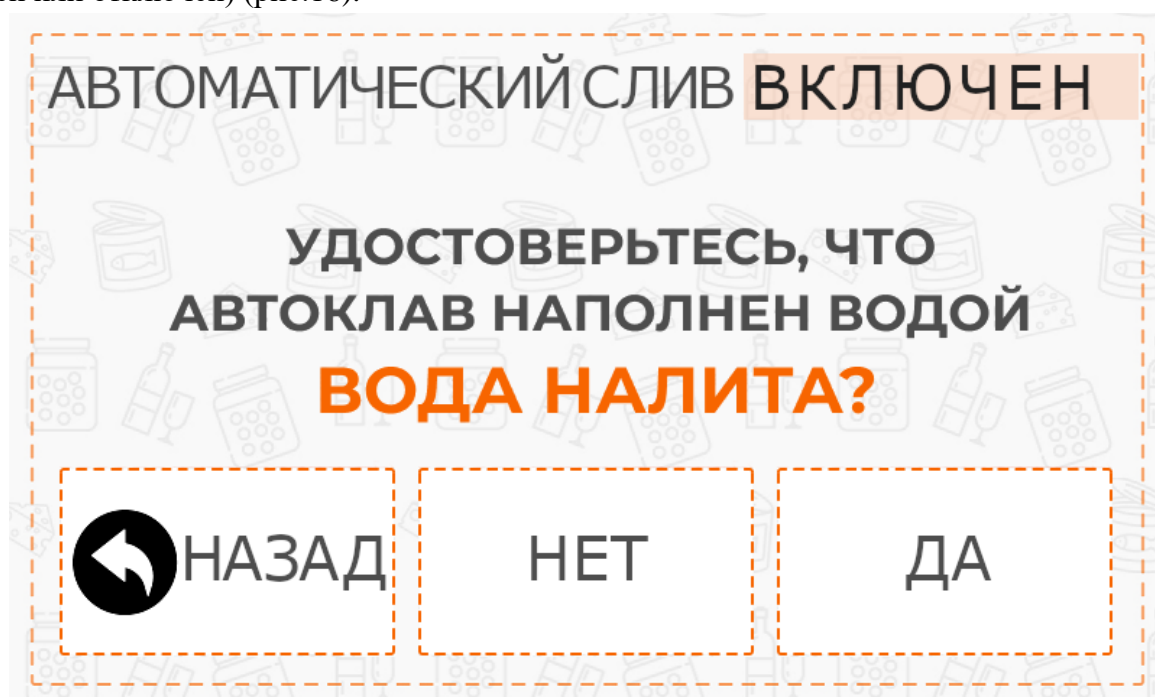 АВТОМАТИЧЕСКИЙ СЛИВ ВКЛЮЧЕН
УДОСТОВЕРЬТЕСЬ, ЧТО
АВТОКЛАВ НАПОЛНЕН ВОДОЙ
ВОДА НАЛИТА?
НАЗАД НЕТ ДА